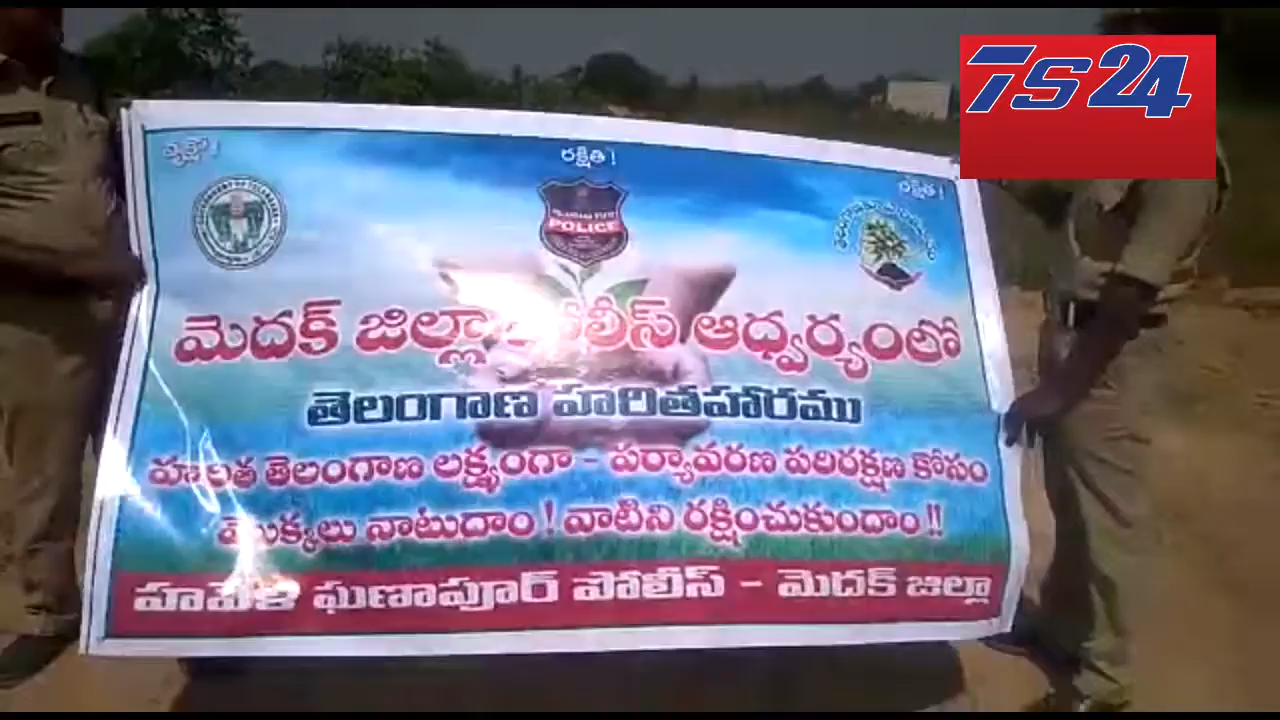 TS24
రక్షితి !
POLICE
మెదక్ జిల్లా పోలీస్ ఆధ్వర్యంలో
తెలంగాణ హరితహారము
హరిత తెలంగాణ లక్ష్యంగా - పర్యావరణ పరిరక్షణ కోసం
మొక్కలు నాటుదాం ! వాటిని రక్షించుకుందాం !!
హవేళి ఘణాపూర్ పోలీస్ - మెదక్ జిల్లా